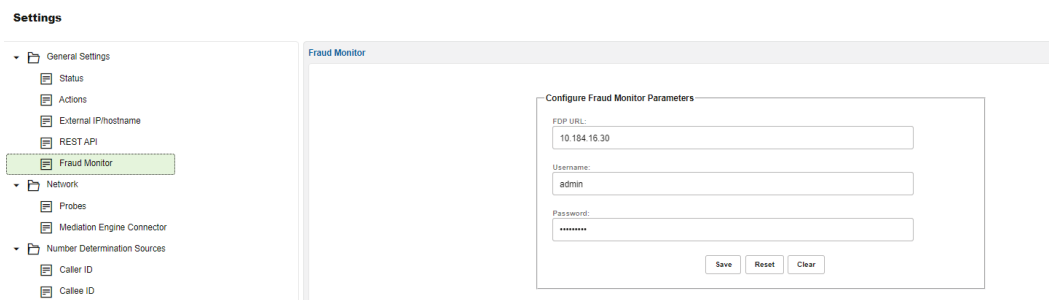 Settings
General Settings
Status
Actions
External IP/hostname
REST API
Fraud Monitor
Network
Probes
Mediation Engine Connector
Number Determination Sources
Caller ID
Callee ID
Fraud Monitor
Configure Fraud Monitor Parameters
FDP URL:
10.184.16.30
Username:
admin
Password:
•••••••••
Save Reset Clear